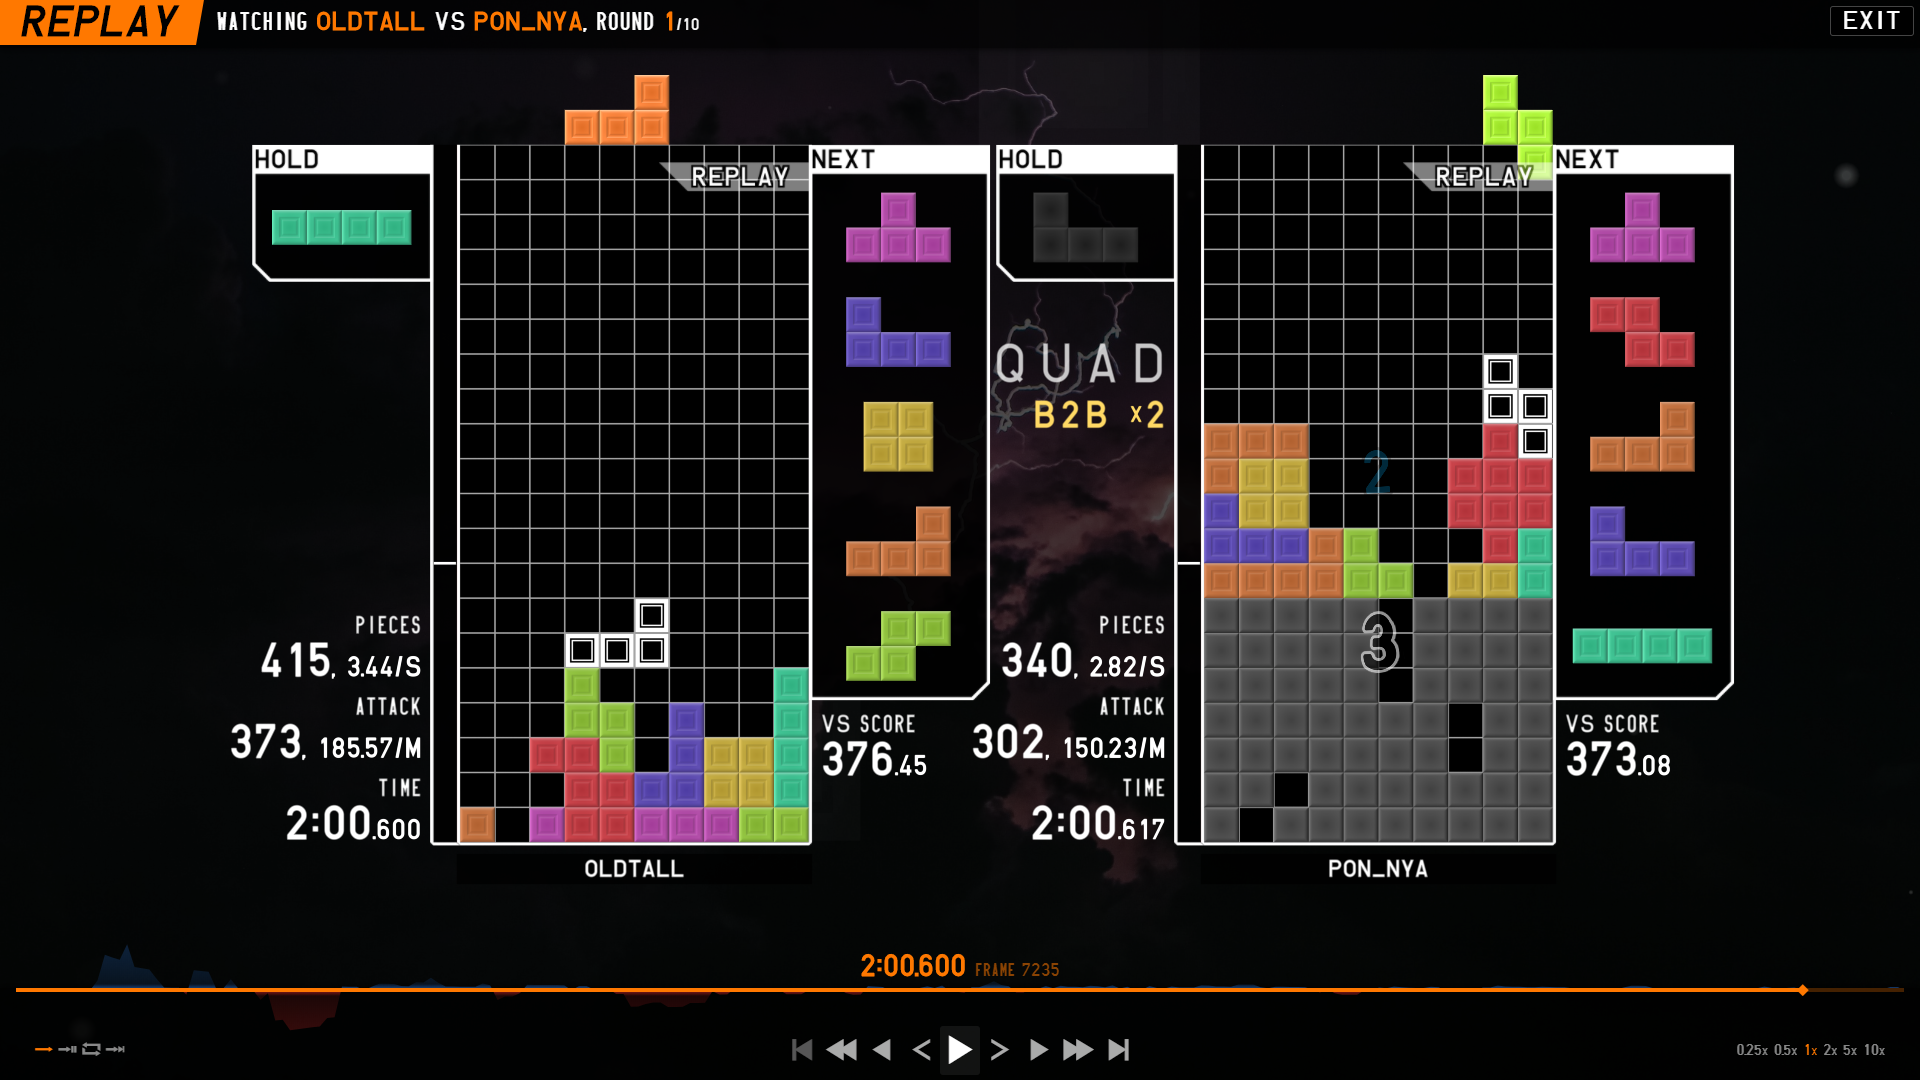 REPLAY WATCHING OLDTALL VS PON_NYA, ROUND 1/10
EXIT
HOLD
REPLAY
NEXT
PIECES
415, 3.44/S
ATTACK
373, 185.57/M
TIME
2:00.600
VS SCORE
376.45
OLDTALL
HOLD
REPLAY
NEXT
QUAD
B2B x2
2
3
PIECES
340, 2.82/S
ATTACK
302, 150.23/M
TIME
2:00.617
VS SCORE
373.08
PON_NYA
2:00.600 FRAME 7235
0.25x 0.5x 1x 2x 5x 10x